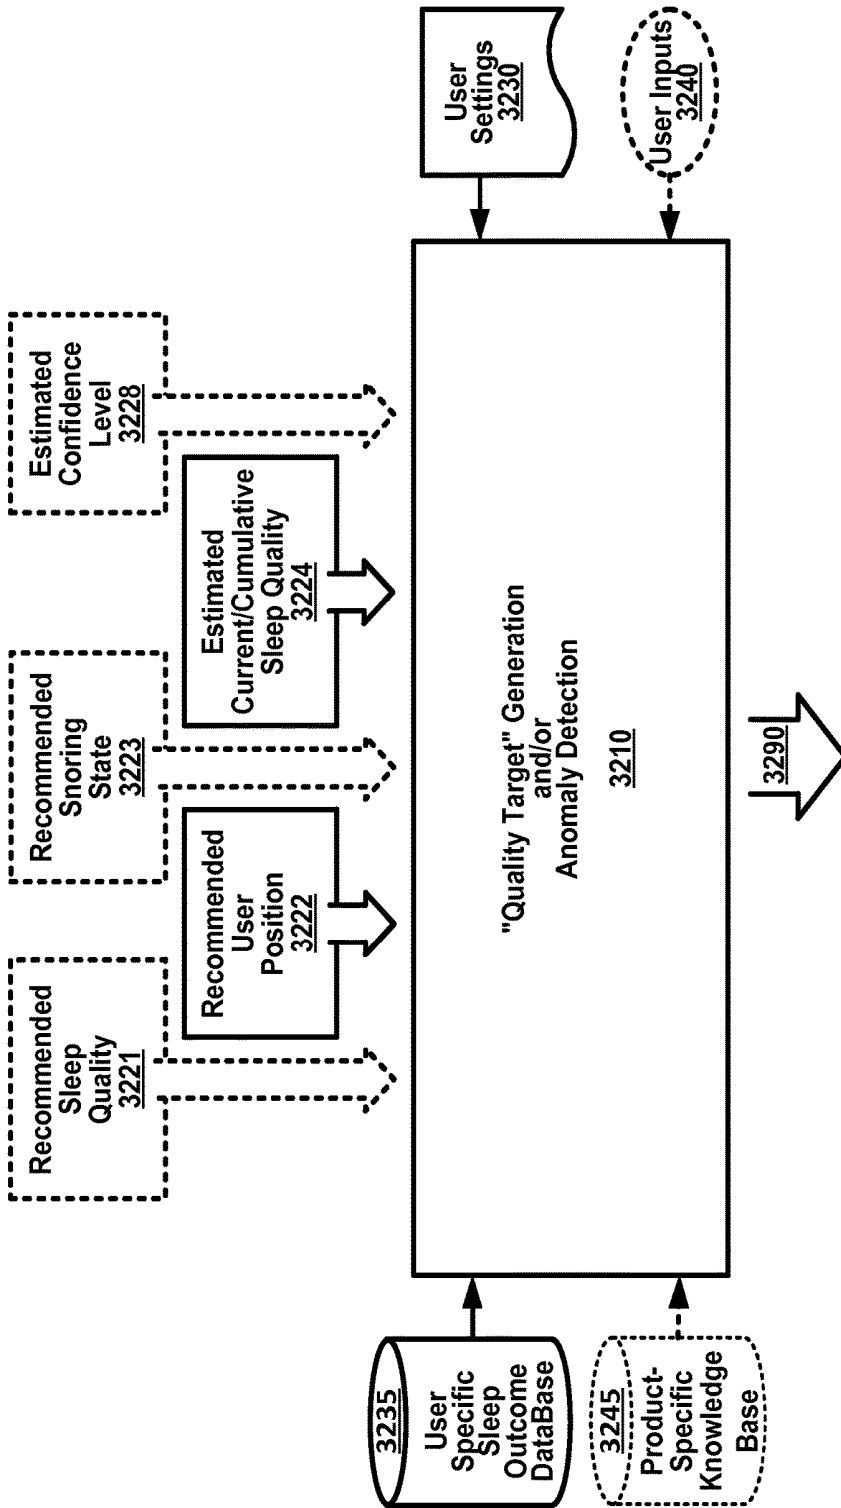 Recommended
Sleep
Quality
3221
Recommended
User
Position
3222
Recommended
Snoring
State
3223
Estimated
Current/Cumulative
Sleep Quality
3224
Estimated
Confidence
Level
3228
3235
User
Specific
Sleep
Outcome
DataBase
3245
Product-
Specific
Knowledge
Base
"Quality Target" Generation
and/or
Anomaly Detection
3210
User
Settings
3230
User Inputs
3240
3290